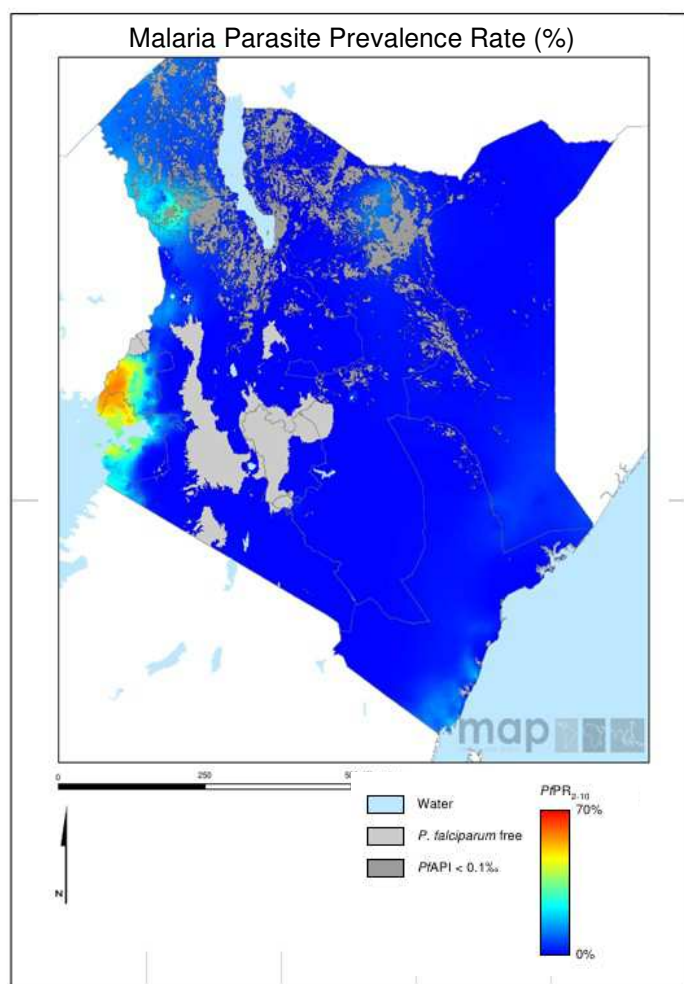 Malaria Parasite Prevalence Rate (%)
map
0
250
Water
P. falciparum free
PfAPI < 0.1‰
PfPR2-10
70%
0%
N